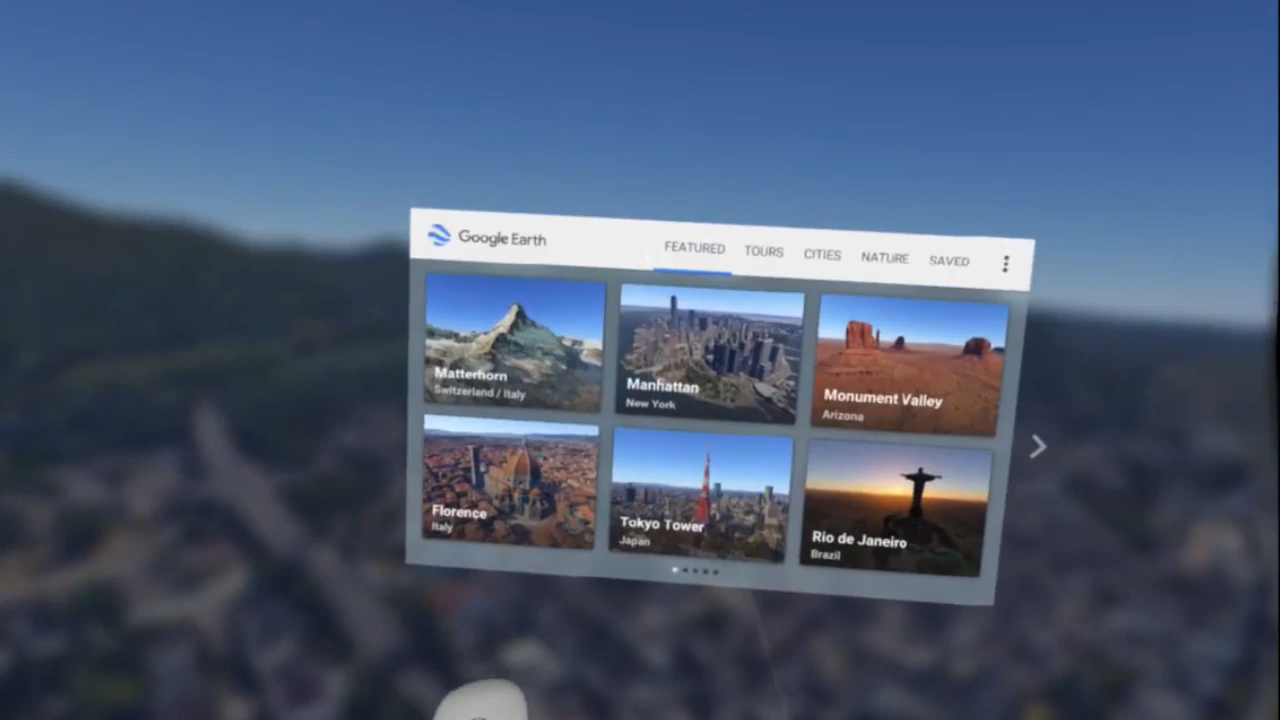 Google Earth
FEATURED TOURS CITIES NATURE SAVED
Matterhorn
Switzerland / Italy
Manhattan
New York
Monument Valley
Arizona
Florence
Italy
Tokyo Tower
Japan
Rio de Janeiro
Brazil